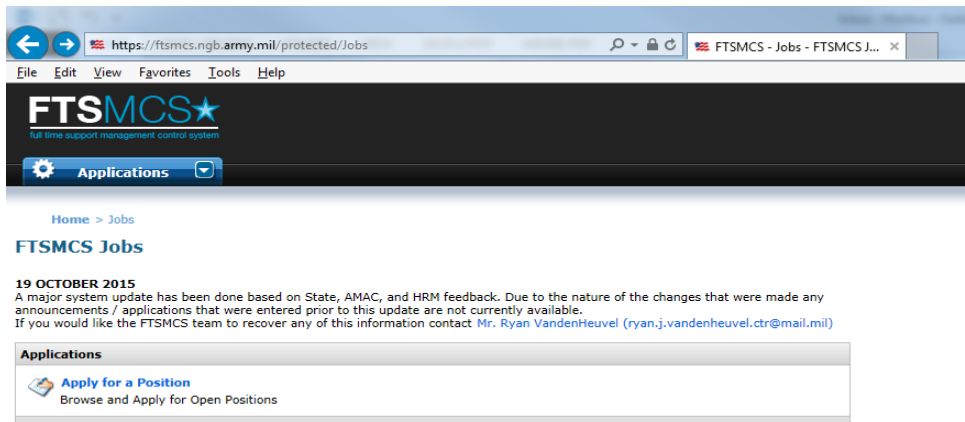 https://ftsmcs.ngb.army.mil/protected/Jobs
FTSMCS - Jobs - FTSMCS J...
File Edit View Favorites Tools Help
FTSMCS
full time support management control system
Applications
Home > Jobs
FTSMCS Jobs
19 OCTOBER 2015
A major system update has been done based on State, AMAC, and HRM feedback. Due to the nature of the changes that were made any
announcements / applications that were entered prior to this update are not currently available.
If you would like the FTSMCS team to recover any of this information contact Mr. Ryan VandenHeuvel (ryan.j.vandenheuvel.ctr@mail.mil)
Applications
Apply for a Position
Browse and Apply for Open Positions